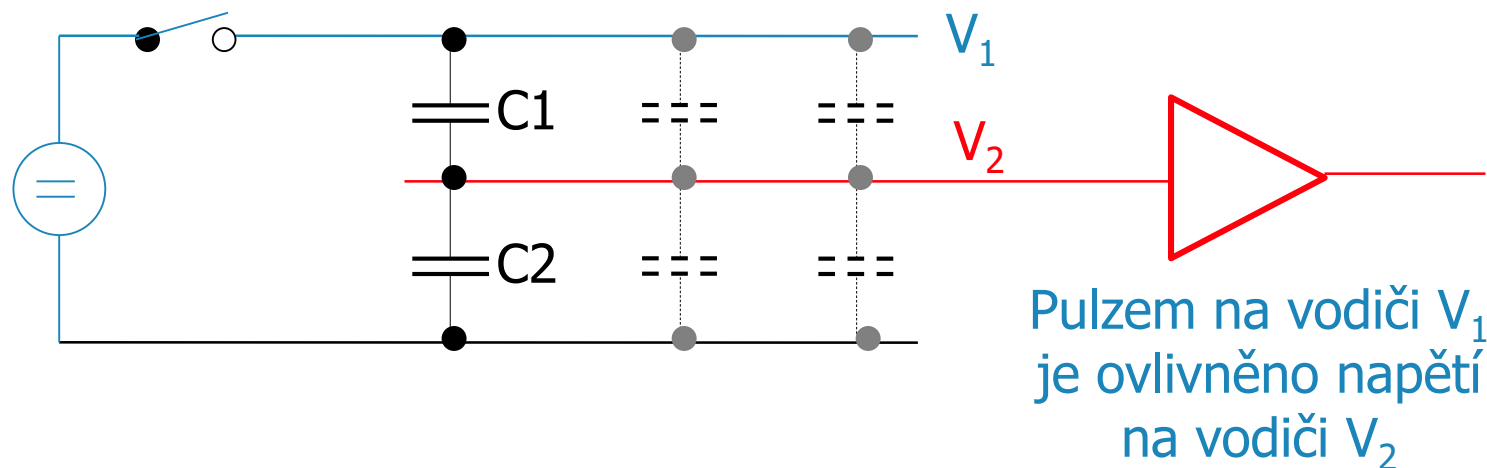 V₁
C1
V₂
C2
Pulzem na vodiči V₁
je ovlivněno napětí
na vodiči V₂